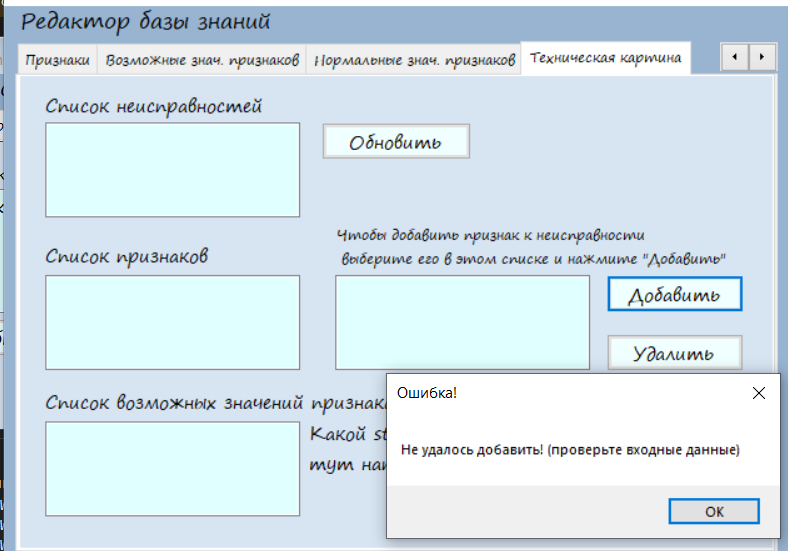 Редактор базы знаний
Признаки Возможные знач. признаков Нормальные знач. признаков Техническая картина
Список неисправностей
Обновить
Чтобы добавить признак к неисправности
выберите его в этом списке и нажмите "Добавить"
Список признаков
Добавить
Удалить
Список возможных значений признака
Какой st
тут
Ошибка!
Не удалось добавить! (проверьте входные данные)
ОК